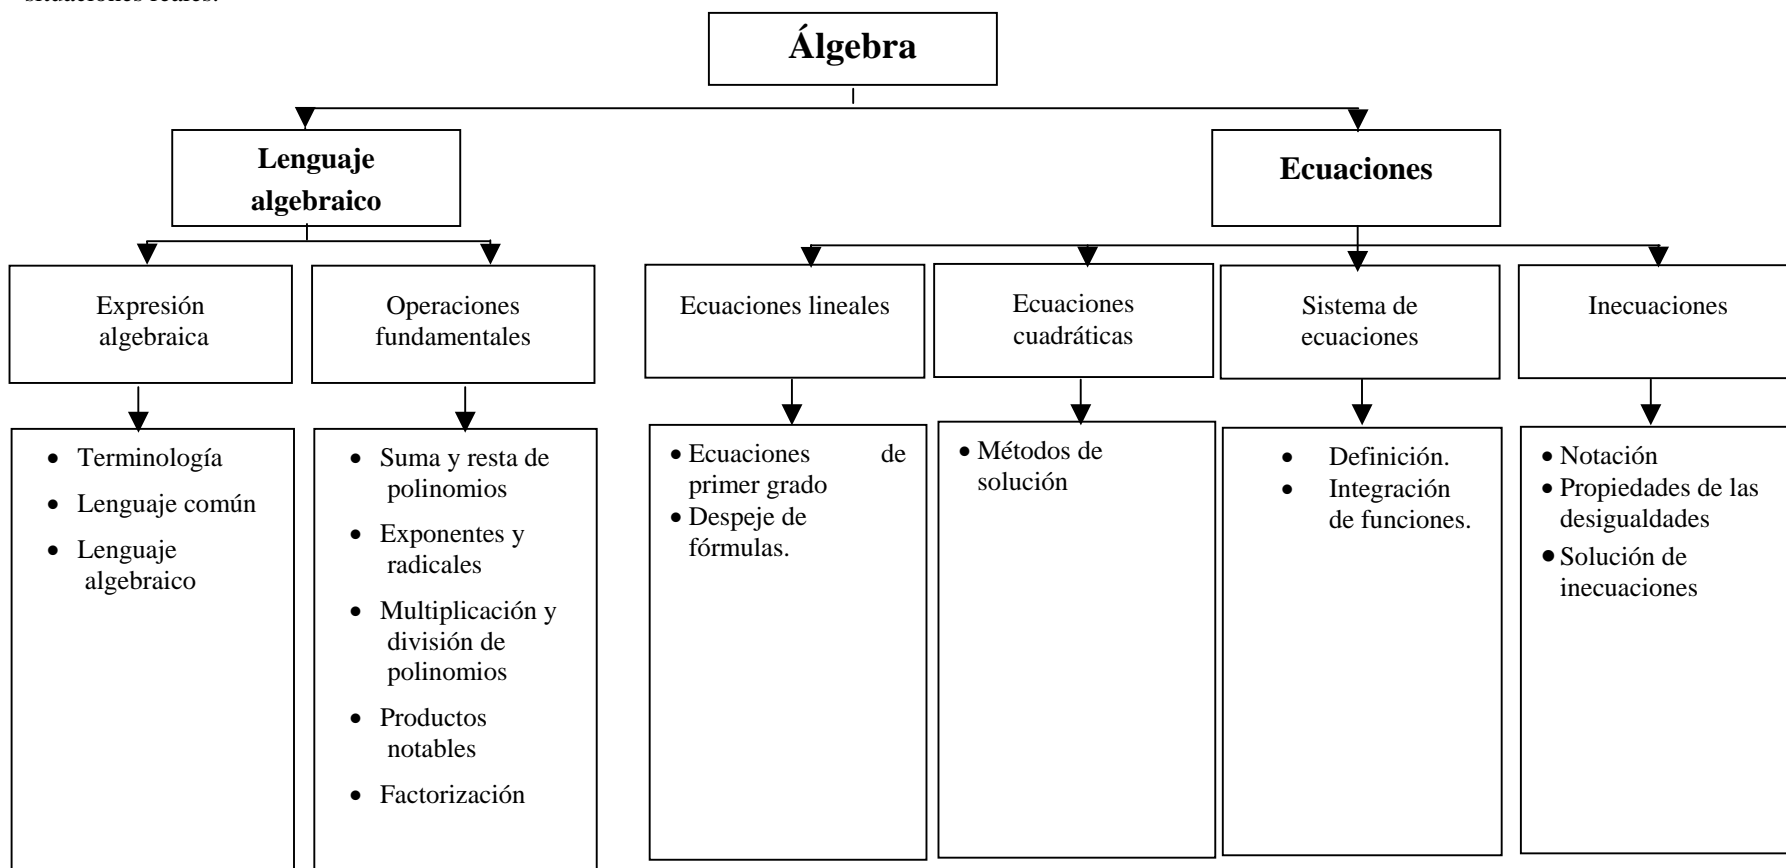 situaciones reales.
Álgebra
Lenguaje
algebraico
Ecuaciones
Expresión
algebraica
Operaciones
fundamentales
Ecuaciones lineales
Ecuaciones
cuadráticas
Sistema de
ecuaciones
Inecuaciones
• Terminología
• Lenguaje común
• Lenguaje
algebraico
• Suma y resta de
polinomios
• Exponentes y
radicales
• Multiplicación y
división de
polinomios
• Productos
notables
• Factorización
• Ecuaciones de
primer grado
• Despeje de
fórmulas.
• Métodos de
solución
• Definición.
• Integración
de funciones.
• Notación
• Propiedades de las
desigualdades
• Solución de
inecuaciones